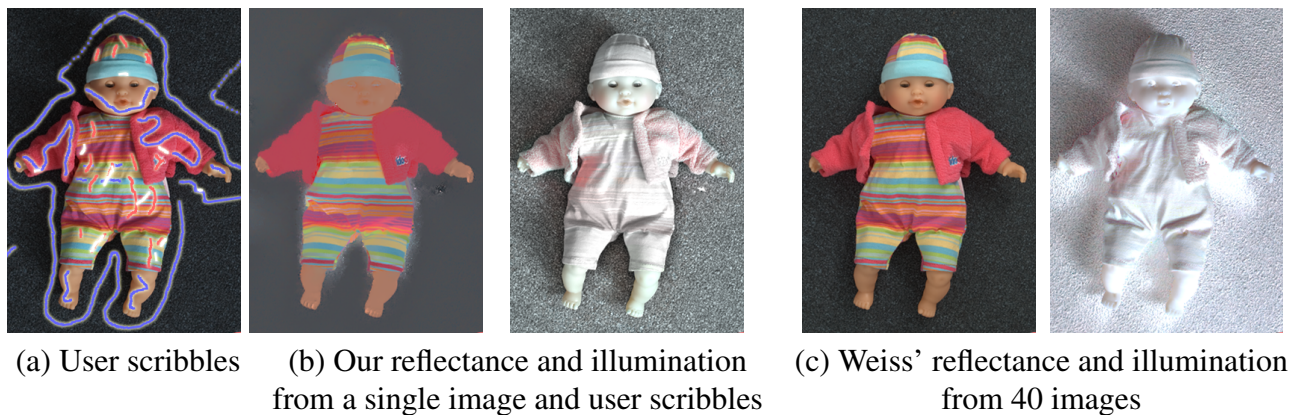 (a) User scribbles
(b) Our reflectance and illumination
from a single image and user scribbles
(c) Weiss’ reflectance and illumination
from 40 images